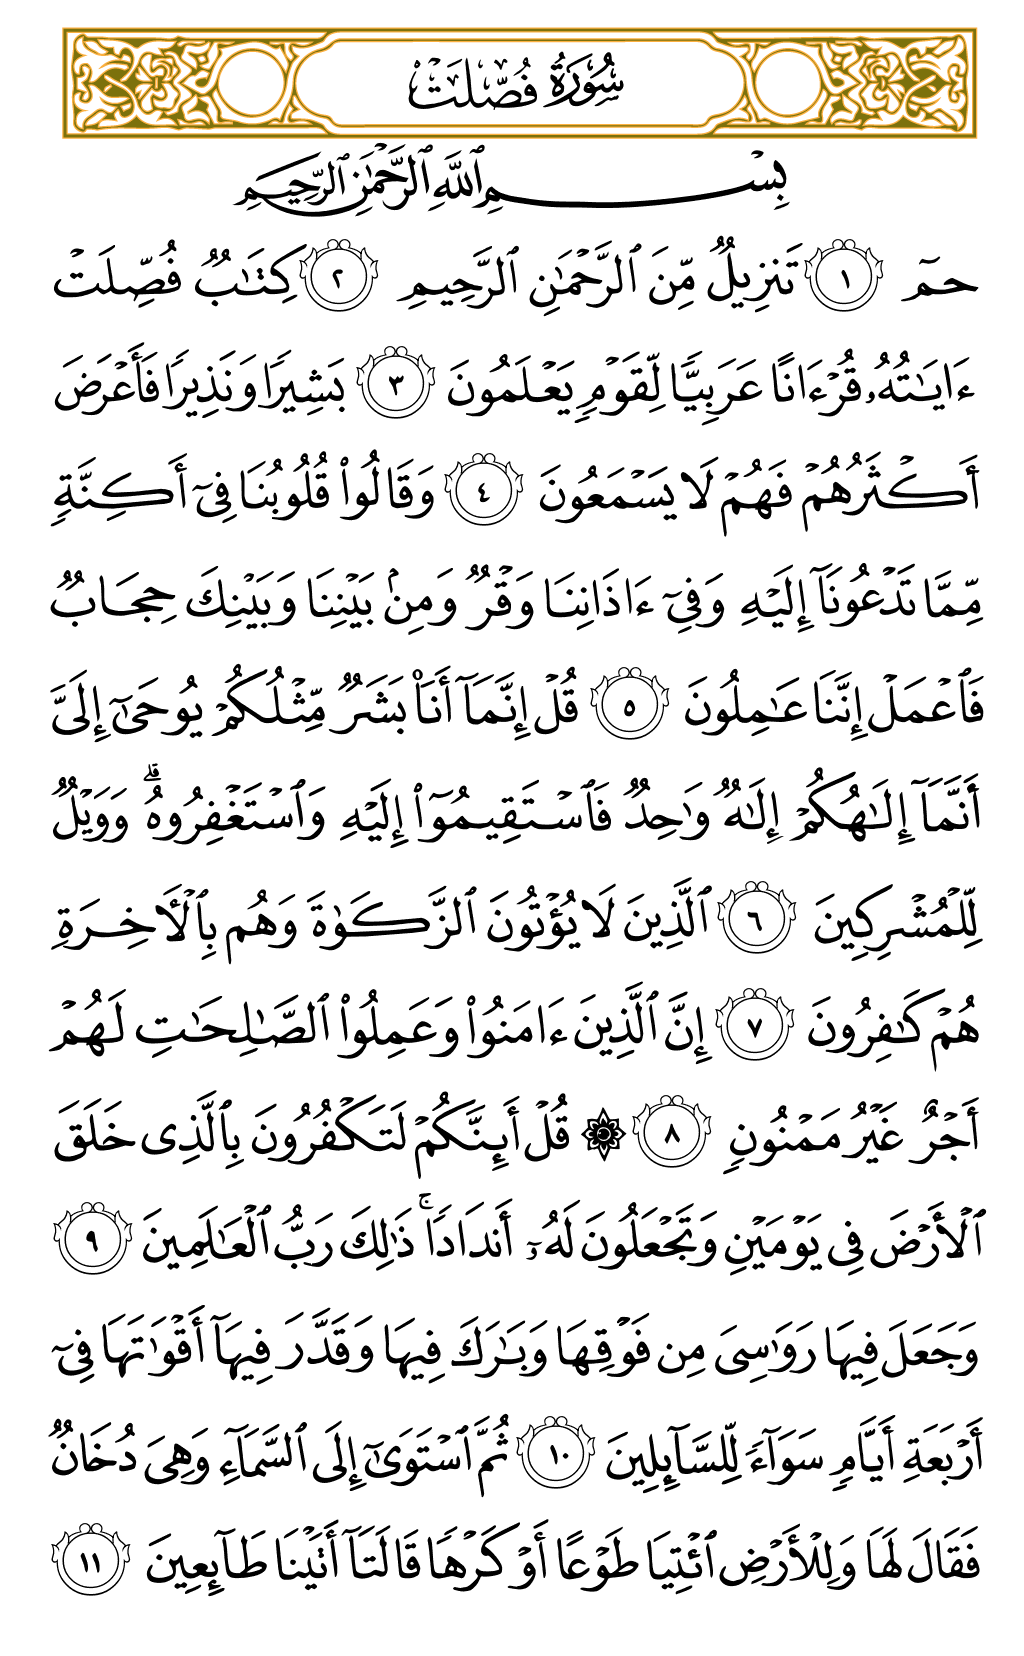 سُورَةُ فُصِّلَتْ
بِسْمِ ٱللَّهِ ٱلرَّحْمَٰنِ ٱلرَّحِيمِ
حمٓ ١ تَنزِيلٌ مِّنَ ٱلرَّحْمَٰنِ ٱلرَّحِيمِ ٢ كِتَٰبٌ فُصِّلَتْ
ءَايَٰتُهُۥ قُرْءَانًا عَرَبِيًّا لِّقَوْمٍ يَعْلَمُونَ ٣ بَشِيرًا وَنَذِيرًا فَأَعْرَضَ
أَكْثَرُهُمْ فَهُمْ لَا يَسْمَعُونَ ٤ وَقَالُوا۟ قُلُوبُنَا فِىٓ أَكِنَّةٍ
مِّمَّا تَدْعُونَآ إِلَيْهِ وَفِىٓ ءَاذَانِنَا وَقْرٌ وَمِنۢ بَيْنِنَا وَبَيْنِكَ حِجَابٌ
فَٱعْمَلْ إِنَّنَا عَٰمِلُونَ ٥ قُلْ إِنَّمَآ أَنَا۠ بَشَرٌ مِّثْلُكُمْ يُوحَىٰٓ إِلَىَّ
أَنَّمَآ إِلَٰهُكُمْ إِلَٰهٌ وَٰحِدٌ فَٱسْتَقِيمُوٓا۟ إِلَيْهِ وَٱسْتَغْفِرُوهُ ۗ وَوَيْلٌ
لِّلْمُشْرِكِينَ ٦ ٱلَّذِينَ لَا يُؤْتُونَ ٱلزَّكَوٰةَ وَهُم بِٱلْأَخِرَةِ
هُمْ كَٰفِرُونَ ٧ إِنَّ ٱلَّذِينَ ءَامَنُوا۟ وَعَمِلُوا۟ ٱلصَّٰلِحَٰتِ لَهُمْ
أَجْرٌ غَيْرُ مَمْنُونٍ ٨ ۞ قُلْ أَئِنَّكُمْ لَتَكْفُرُونَ بِٱلَّذِى خَلَقَ
ٱلْأَرْضَ فِى يَوْمَيْنِ وَتَجْعَلُونَ لَهُۥٓ أَندَادًا ۚ ذَٰلِكَ رَبُّ ٱلْعَٰلَمِينَ ٩
وَجَعَلَ فِيهَا رَوَٰسِىَ مِن فَوْقِهَا وَبَٰرَكَ فِيهَا وَقَدَّرَ فِيهَآ أَقْوَٰتَهَا فِىٓ
أَرْبَعَةِ أَيَّامٍ سَوَآءً لِّلسَّآئِلِينَ ١٠ ثُمَّ ٱسْتَوَىٰٓ إِلَى ٱلسَّمَآءِ وَهِىَ دُخَانٌ
فَقَالَ لَهَا وَلِلْأَرْضِ ٱئْتِيَا طَوْعًا أَوْ كَرْهًا قَالَتَآ أَتَيْنَا طَآئِعِينَ ١١